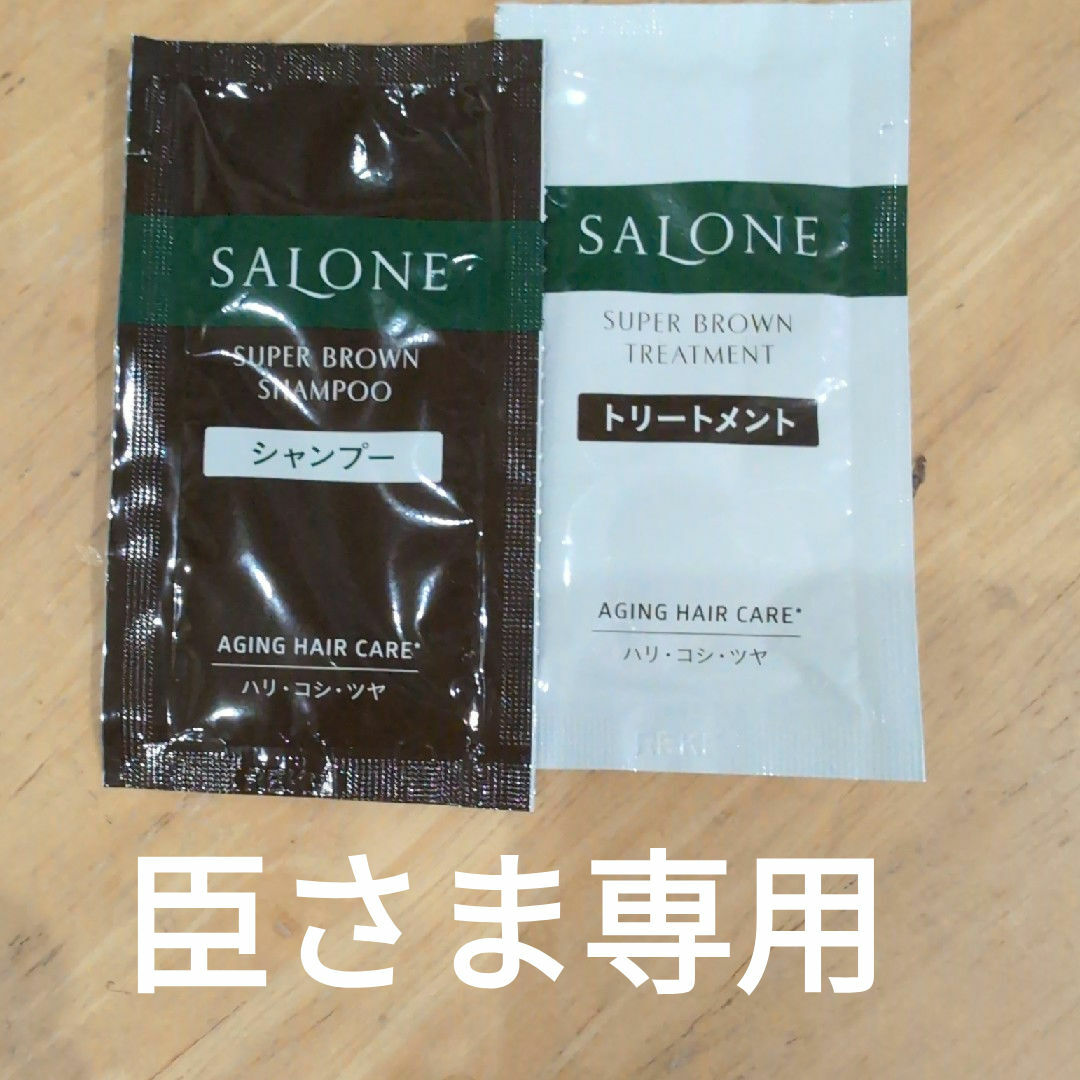 SALONE
SUPER BROWN
SHAMPOO
シャンプー
AGING HAIR CARE*
ハリ・コシ・ツヤ
SALONE
SUPER BROWN
TREATMENT
トリートメント
AGING HAIR CARE*
ハリ・コシ・ツヤ
臣さま専用